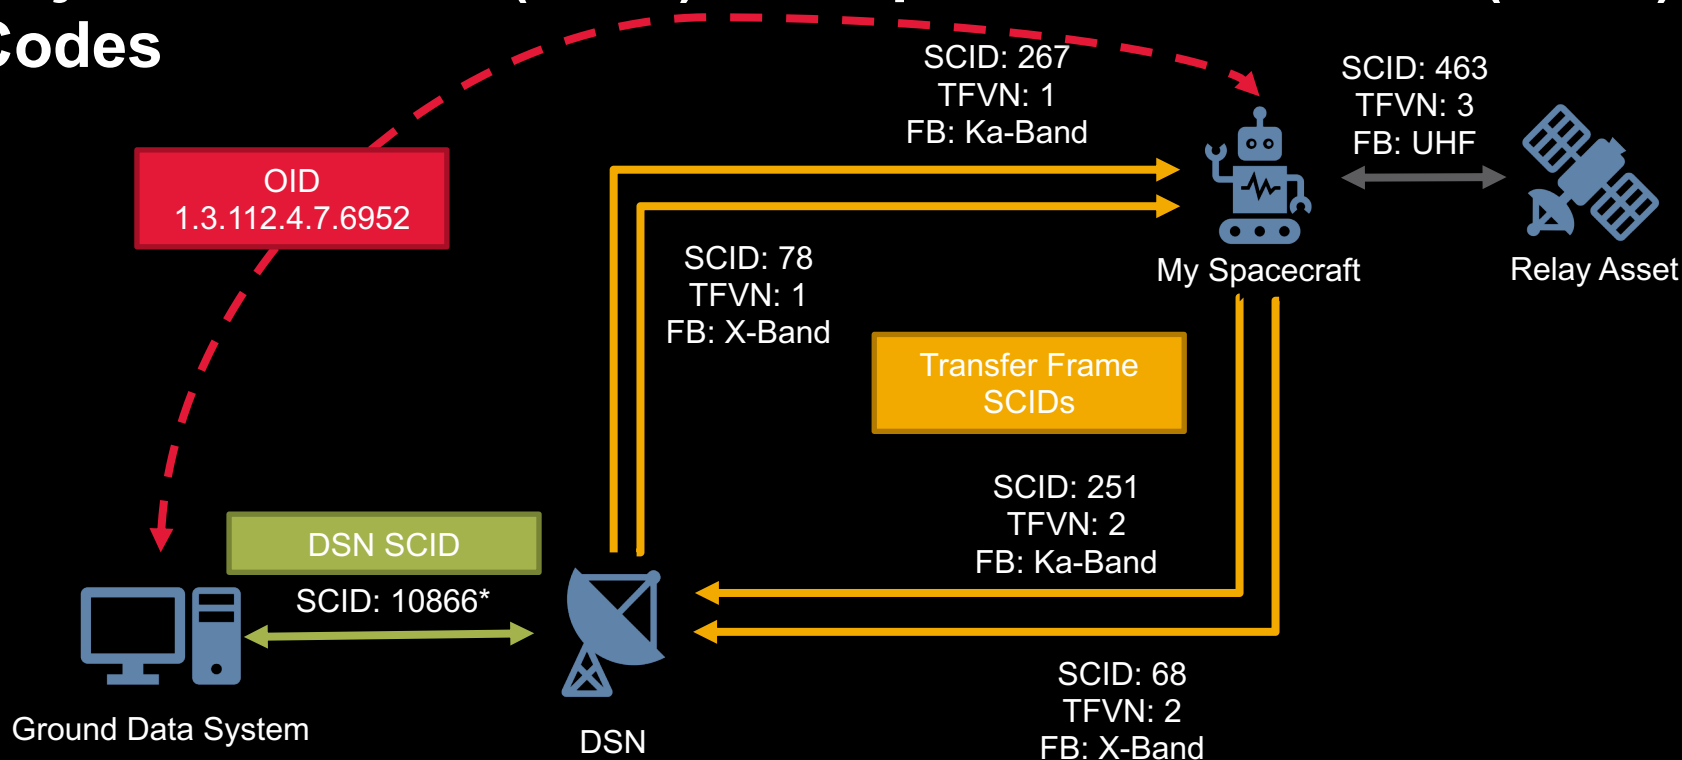 Codes
SCID: 267
TFVN: 1
FB: Ka-Band
SCID: 463
TFVN: 3
FB: UHF
OID
1.3.112.4.7.6952
SCID: 78
TFVN: 1
FB: X-Band
My Spacecraft
Relay Asset
Transfer Frame
SCIDs
SCID: 251
TFVN: 2
FB: Ka-Band
DSN SCID
SCID: 10866*
SCID: 68
TFVN: 2
FB: X-Band
Ground Data System
DSN